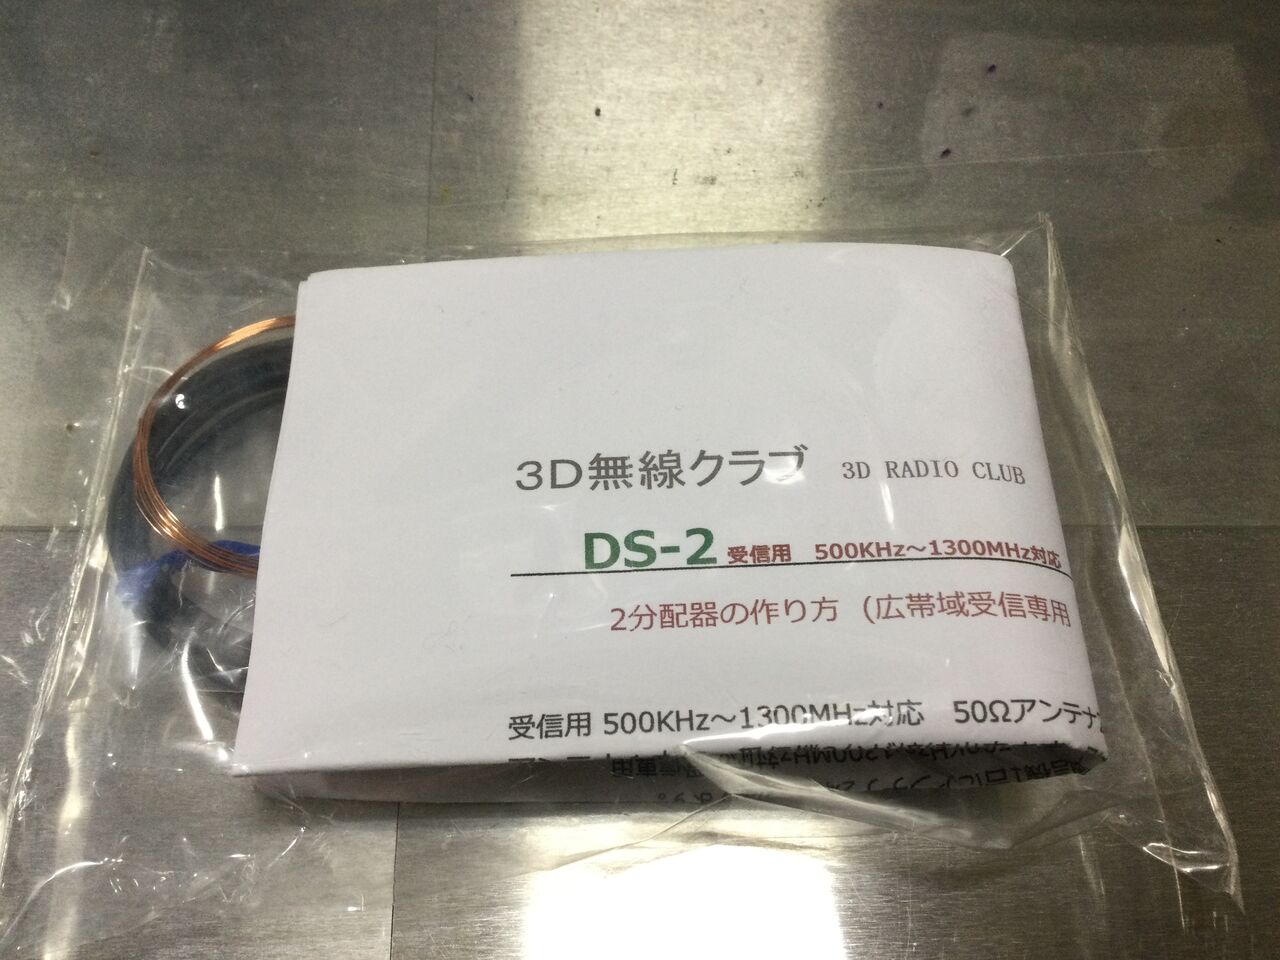 3D無線クラブ 3D RADIO CLUB
DS-2 受信用 500KHz～1300MHz対応
2分配器の作り方 (広帯域受信専用
受信用 500KHz～1300MHz対応 50Ωアンテナ